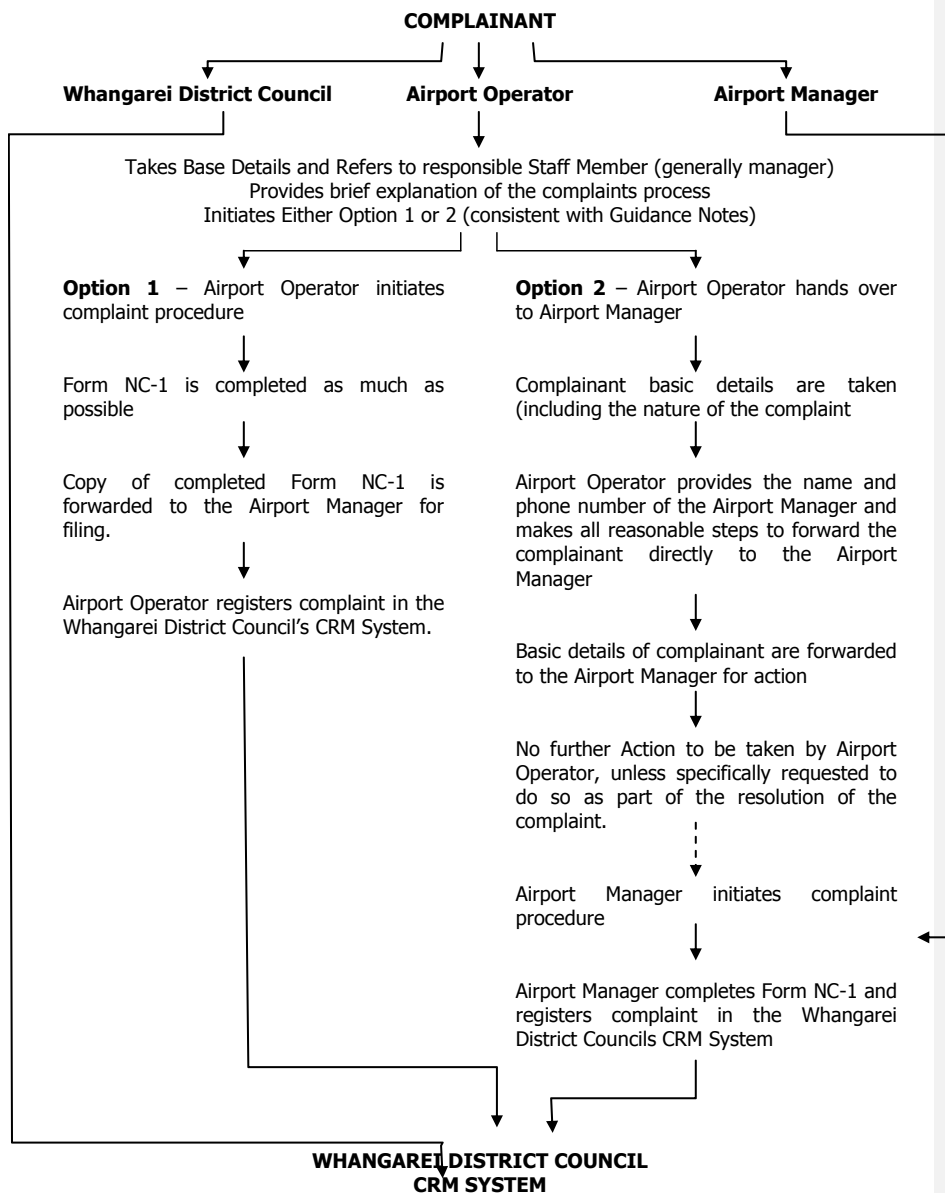 COMPLAINANT
Whangarei District Council
Airport Operator
Airport Manager
Takes Base Details and Refers to responsible Staff Member (generally manager)
Provides brief explanation of the complaints process
Initiates Either Option 1 or 2 (consistent with Guidance Notes)
Option 1 – Airport Operator initiates
complaint procedure
Form NC-1 is completed as much as
possible
Copy of completed Form NC-1 is
forwarded to the Airport Manager for
filing.
Airport Operator registers complaint in the
Whangarei District Council's CRM System.
Option 2 – Airport Operator hands over
to Airport Manager
Complainant basic details are taken
(including the nature of the complaint
Airport Operator provides the name and
phone number of the Airport Manager and
makes all reasonable steps to forward the
complainant directly to the Airport
Manager
Basic details of complainant are forwarded
to the Airport Manager for action
No further Action to be taken by Airport
Operator, unless specifically requested to
do so as part of the resolution of the
complaint.
Airport Manager initiates complaint
procedure
Airport Manager completes Form NC-1 and
registers complaint in the Whangarei
District Councils CRM System
WHANGAREI DISTRICT COUNCIL
CRM SYSTEM